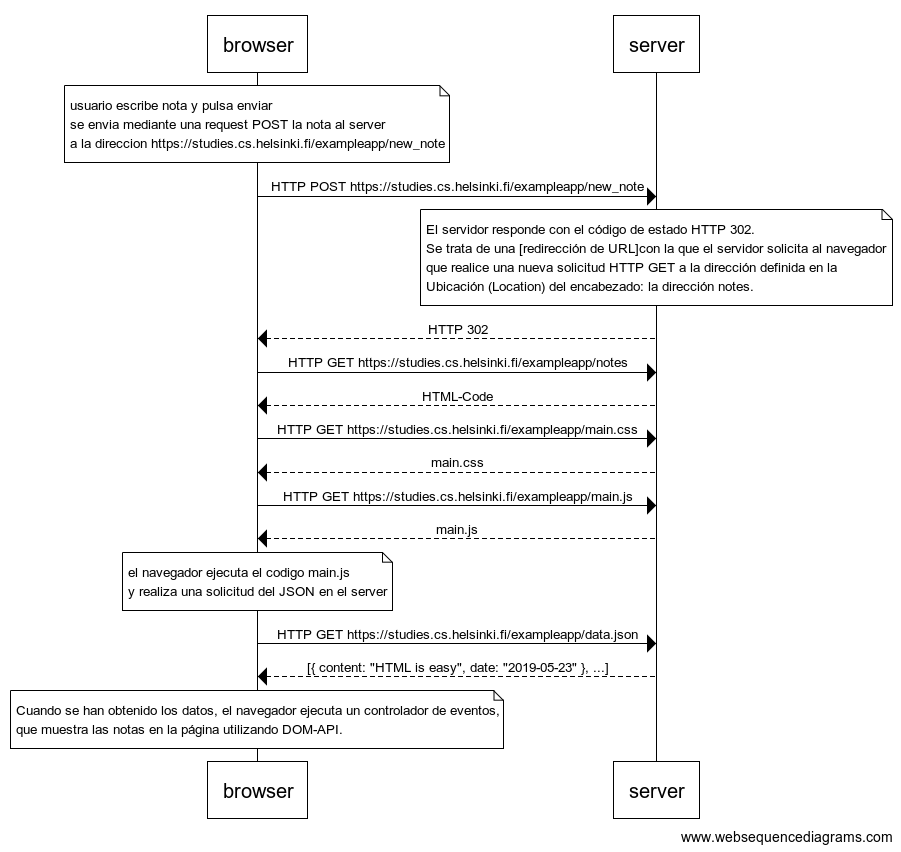 browser
server
usuario escribe nota y pulsa enviar
se envia mediante una request POST la nota al server
a la direccion https://studies.cs.helsinki.fi/exampleapp/new_note
HTTP POST https://studies.cs.helsinki.fi/exampleapp/new_note
El servidor responde con el código de estado HTTP 302.
Se trata de una [redirección de URL]con la que el servidor solicita al navegador
que realice una nueva solicitud HTTP GET a la dirección definida en la
Ubicación (Location) del encabezado: la dirección notes.
HTTP 302
HTTP GET https://studies.cs.helsinki.fi/exampleapp/notes
HTML-Code
HTTP GET https://studies.cs.helsinki.fi/exampleapp/main.css
main.css
HTTP GET https://studies.cs.helsinki.fi/exampleapp/main.js
main.js
el navegador ejecuta el codigo main.js
y realiza una solicitud del JSON en el server
HTTP GET https://studies.cs.helsinki.fi/exampleapp/data.json
[{ content: "HTML is easy", date: "2019-05-23" }, ...]
Cuando se han obtenido los datos, el navegador ejecuta un controlador de eventos,
que muestra las notas en la página utilizando DOM-API.
browser
server
www.websequencediagrams.com